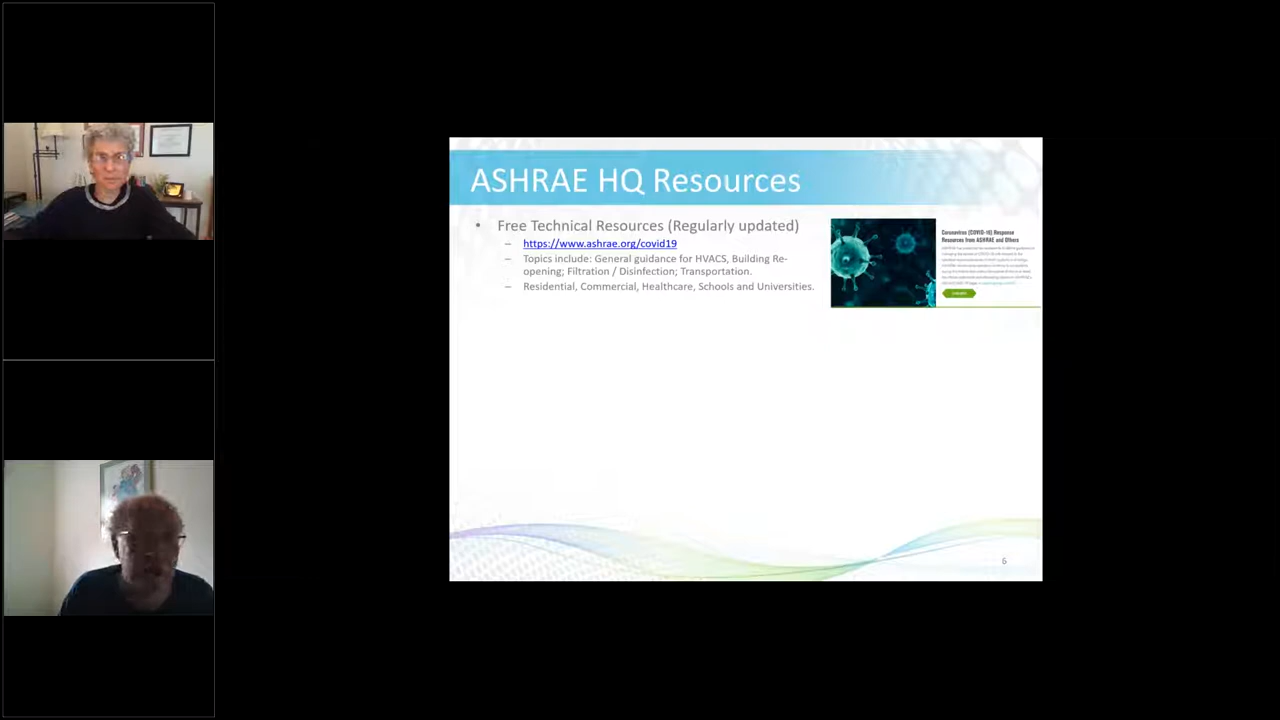 ASHRAE HQ Resources
• Free Technical Resources (Regularly updated)
– https://www.ashrae.org/covid19
– Topics include: General guidance for HVACS, Building Re-
opening; Filtration / Disinfection; Transportation.
– Residential, Commercial, Healthcare, Schools and Universities.
Coronavirus (COVID-19) Response
Resources from ASHRAE and Others
6